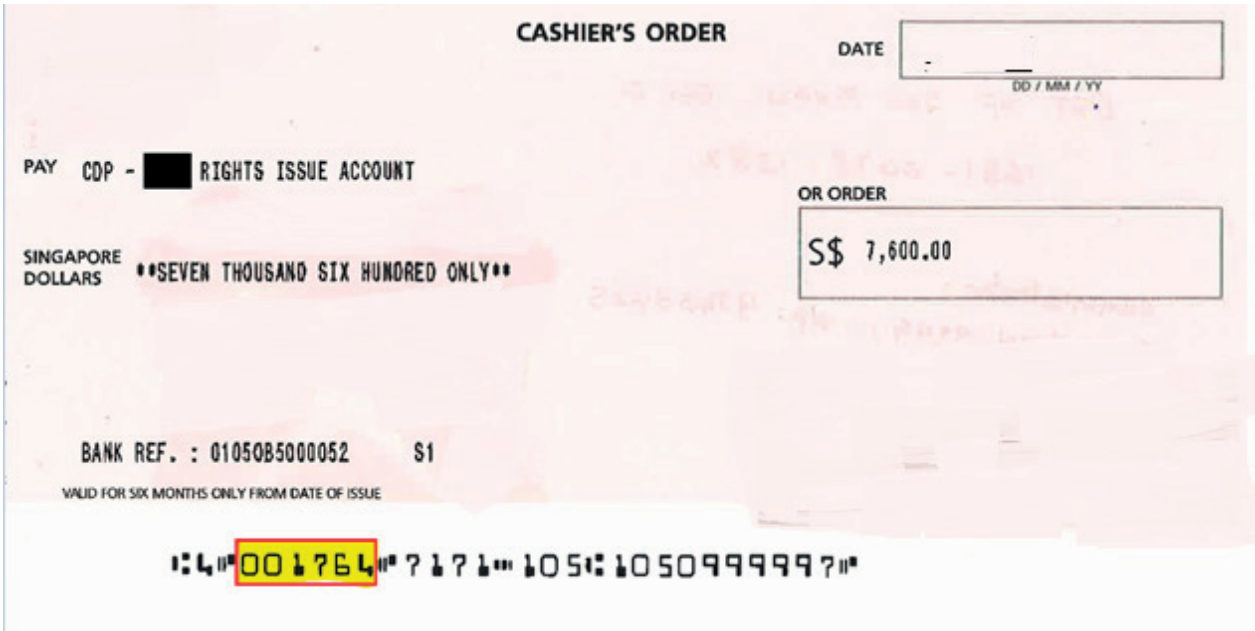 CASHIER'S ORDER
DATE
DD / MM / YY
PAY CDP - RIGHTS ISSUE ACCOUNT
OR ORDER
S$ 7,600.00
SINGAPORE DOLLARS **SEVEN THOUSAND SIX HUNDRED ONLY**
BANK REF. : 01050B5000052 S1
VALID FOR SIX MONTHS ONLY FROM DATE OF ISSUE
⑆4⑈001764⑈7171⑉105⑆1050999997⑈